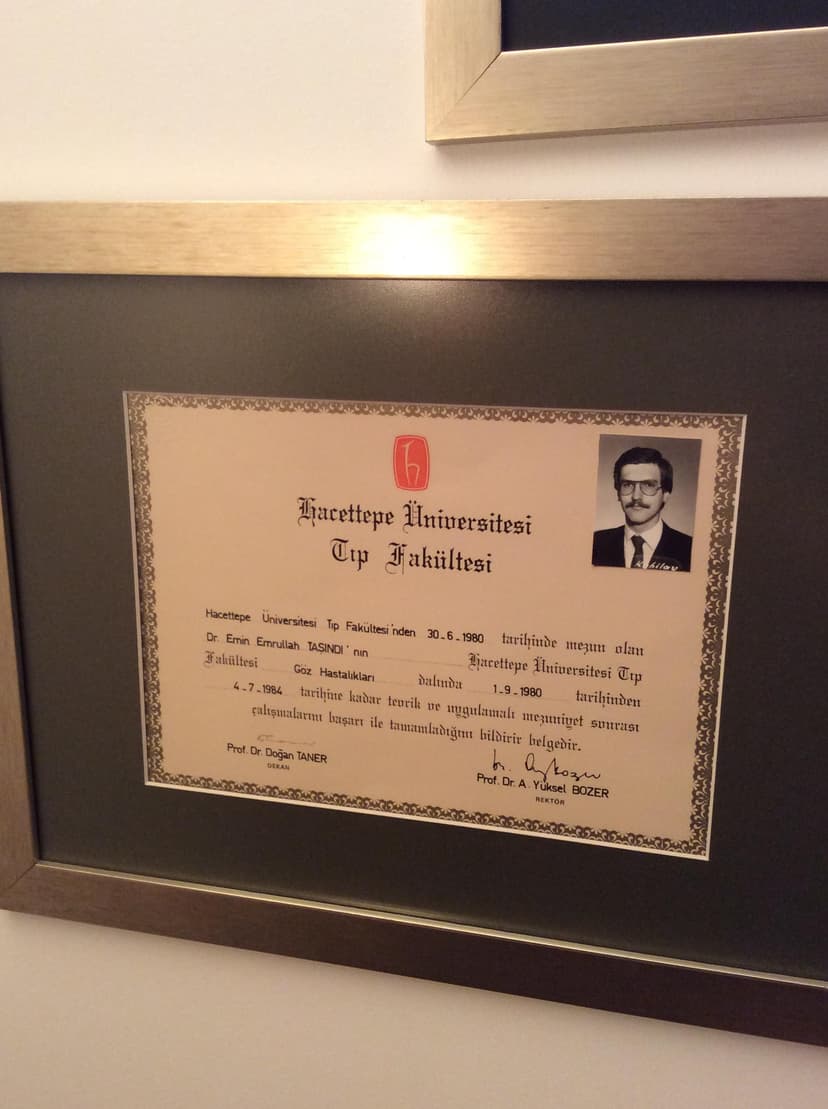 Hacettepe Üniversitesi
Tıp Fakültesi
Hacettepe Üniversitesi Tıp Fakültesi'nden 30-6-1980 tarihinde mezun olan
Dr. Emin Emrullah TAŞINDI'nın Hacettepe Üniversitesi Tıp
Fakültesi Göz Hastalıkları dalında 1-9-1980 tarihinden
4-7-1984 tarihine kadar teorik ve uygulamalı mezuniyet sonrası
çalışmalarını başarı ile tamamladığını bildirir belgedir.
Prof. Dr. Doğan TANER
DEKAN
Prof. Dr. A. Yüksel BOZER
REKTÖR